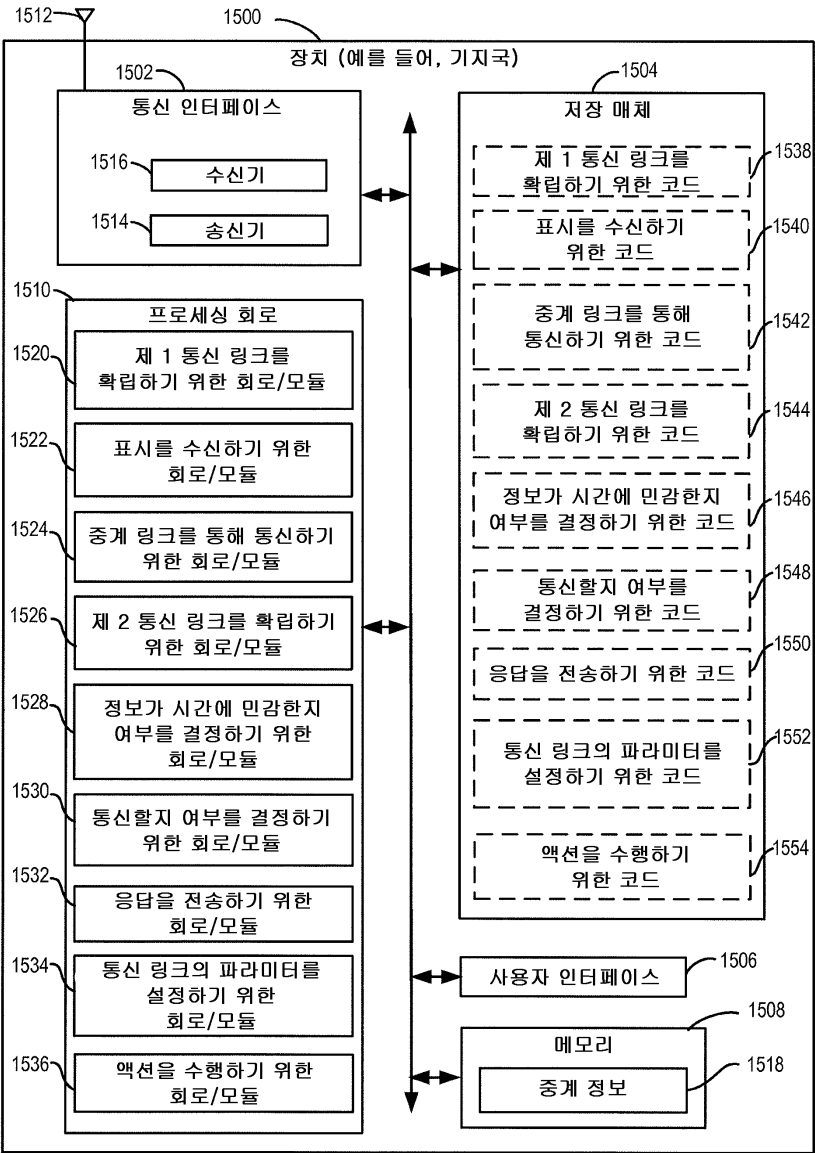 1512
1500
장치 (예를 들어, 기지국)
1502
통신 인터페이스
1516
수신기
1514
송신기
1510
프로세싱 회로
1520
제 1 통신 링크를
확립하기 위한 회로/모듈
1522
표시를 수신하기 위한
회로/모듈
1524
중계 링크를 통해 통신하기
위한 회로/모듈
1526
제 2 통신 링크를 확립하기
위한 회로/모듈
1528
정보가 시간에 민감한지
여부를 결정하기 위한
회로/모듈
1530
통신할지 여부를 결정하기
위한 회로/모듈
1532
응답을 전송하기 위한
회로/모듈
1534
통신 링크의 파라미터를
설정하기 위한
회로/모듈
1536
액션을 수행하기 위한
회로/모듈
1504
저장 매체
제 1 통신 링크를
확립하기 위한 코드
1538
표시를 수신하기
위한 코드
1540
중계 링크를 통해
통신하기 위한 코드
1542
제 2 통신 링크를
확립하기 위한 코드
1544
정보가 시간에 민감한지
여부를 결정하기 위한 코드
1546
통신할지 여부를
결정하기 위한 코드
1548
응답을 전송하기 위한 코드
1550
통신 링크의 파라미터를
설정하기 위한 코드
1552
액션을 수행하기
위한 코드
1554
사용자 인터페이스
1506
1508
메모리
중계 정보
1518